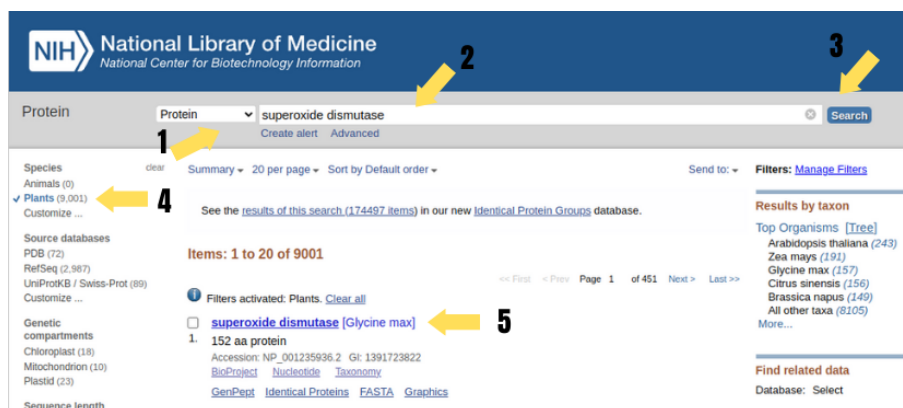 NIH National Library of Medicine
National Center for Biotechnology Information
2
3
Protein
Protein
superoxide dismutase
Search
1
Create alert Advanced
Species clear
Animals (0)
Plants (9,001)
Customize ...
4
Source databases
PDB (72)
RefSeq (2,987)
UniProtKB / Swiss-Prot (89)
Customize ...
Genetic
compartments
Chloroplast (18)
Mitochondrion (10)
Plastid (23)
Sequence length
Summary 20 per page Sort by Default order Send to:
See the results of this search (174497 items) in our new Identical Protein Groups database.
Items: 1 to 20 of 9001
<< First < Prev Page 1 of 451 Next > Last >>
Filters activated: Plants. Clear all
superoxide dismutase [Glycine max]
5
1. 152 aa protein
Accession: NP_001235936.2 GI: 1391723822
BioProject Nucleotide Taxonomy
GenPept Identical Proteins FASTA Graphics
Filters: Manage Filters
Results by taxon
Top Organisms [Tree]
Arabidopsis thaliana (243)
Zea mays (191)
Glycine max (157)
Citrus sinensis (156)
Brassica napus (149)
All other taxa (8105)
More...
Find related data
Database: Select